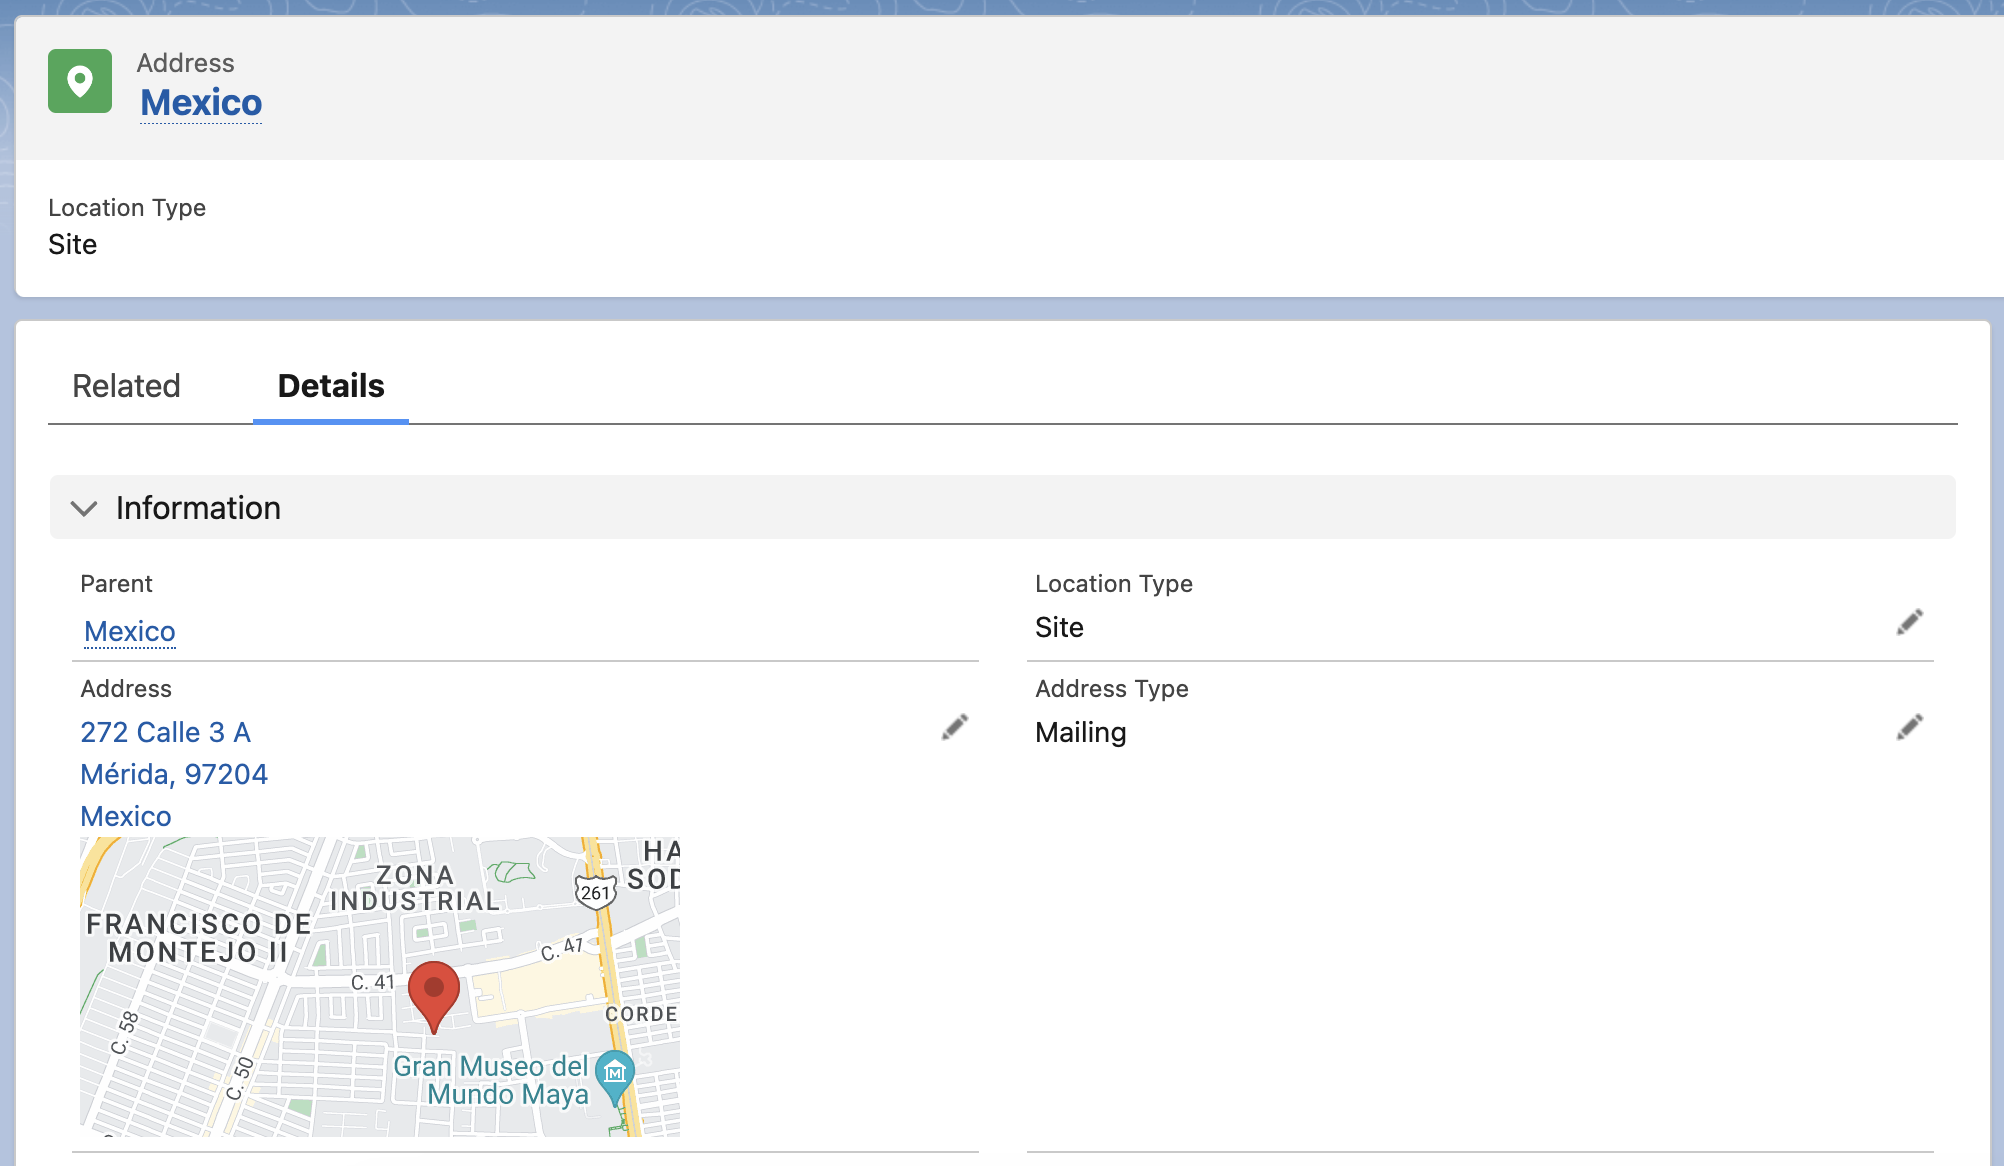 Address
Mexico
Location Type
Site
Related
Details
Information
Parent
Mexico
Location Type
Site
Address
272 Calle 3 A
Mérida, 97204
Mexico
Address Type
Mailing
ZONA
INDUSTRIAL
HA
SOD
261
FRANCISCO DE
MONTEJO II
C. 47
C. 41
CORDE
C. 58
C. 50
Gran Museo del
Mundo Maya